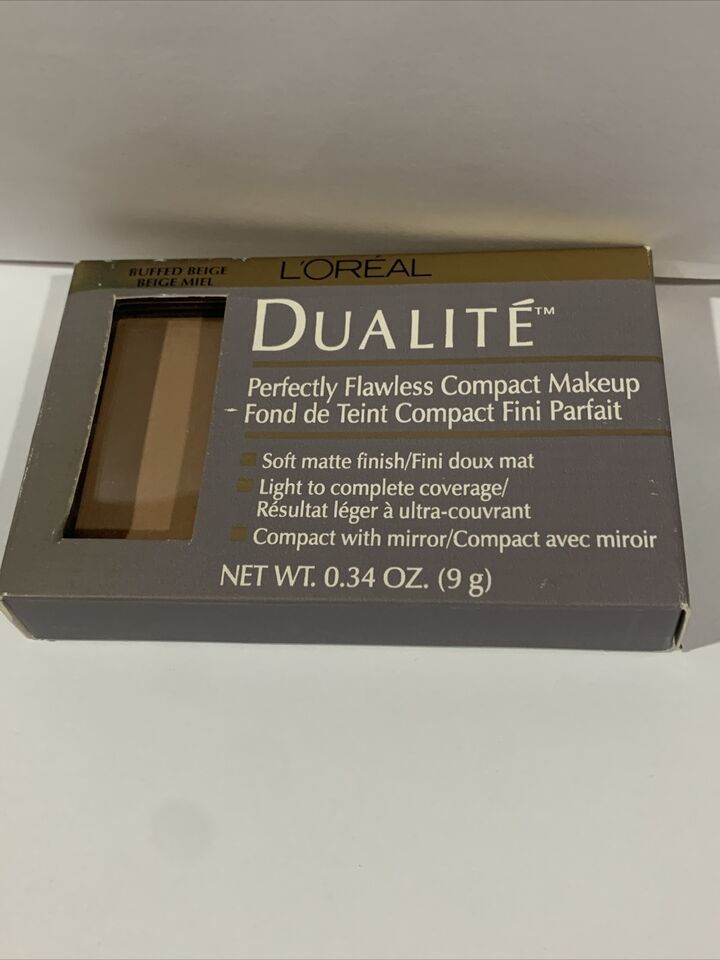 BUFFED BEIGE
BEIGE MIEL
L'ORÉAL
DUALITÉ™
Perfectly Flawless Compact Makeup
Fond de Teint Compact Fini Parfait
Soft matte finish/Fini doux mat
Light to complete coverage/
Résultat léger à ultra-couvrant
Compact with mirror/Compact avec miroir
NET WT. 0.34 OZ. (9 g)